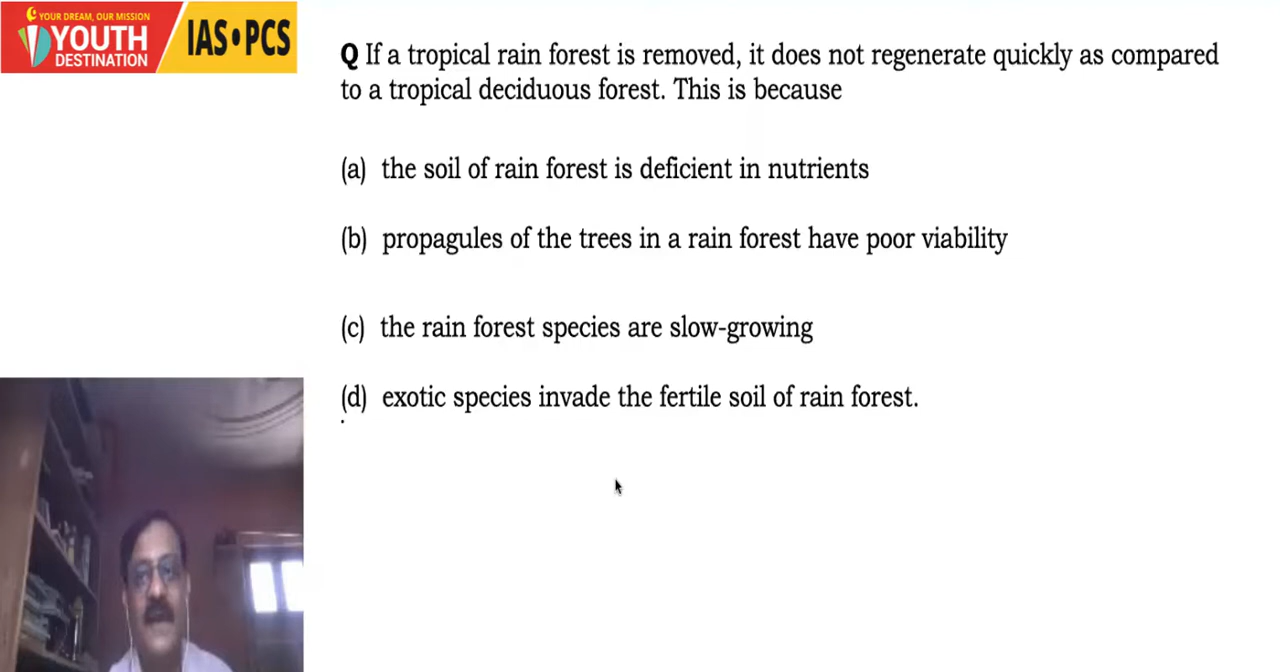 YOUR DREAM, OUR MISSION
YOUTH
DESTINATION
IAS•PCS
Q If a tropical rain forest is removed, it does not regenerate quickly as compared
to a tropical deciduous forest. This is because
(a) the soil of rain forest is deficient in nutrients
(b) propagules of the trees in a rain forest have poor viability
(c) the rain forest species are slow-growing
(d) exotic species invade the fertile soil of rain forest.